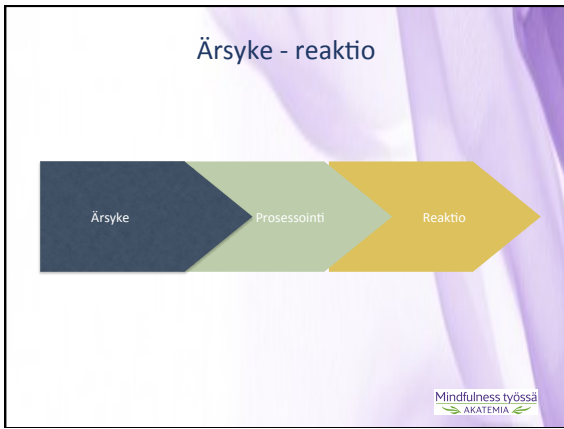 Ärsyke - reaktio
Ärsyke
Prosessointi
Reaktio
Mindfulness työssä
AKATEMIA